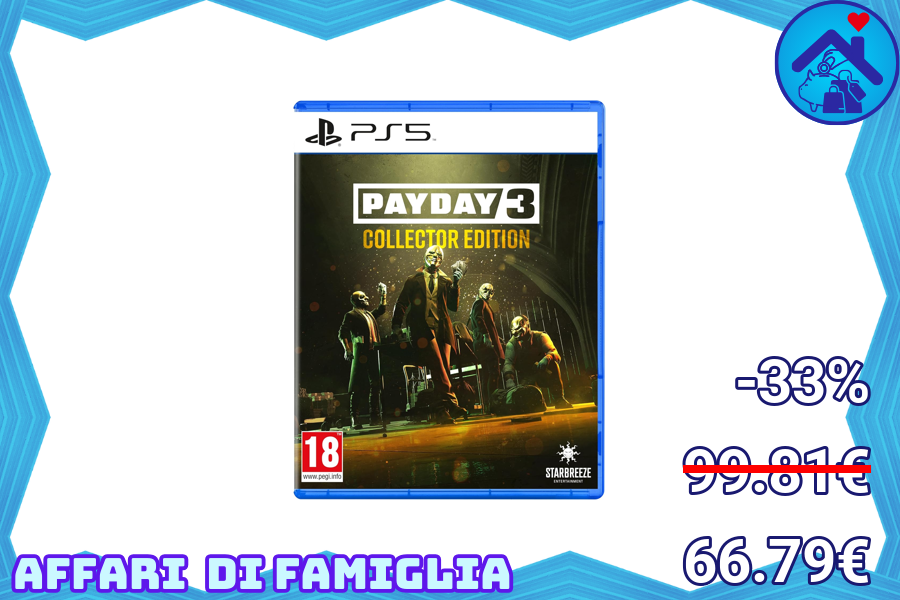 PS5
PAYDAY 3
COLLECTOR EDITION
18
www.pegi.info
STARBREEZE
ENTERTAINMENT
-33%
99.81€
66.79€
AFFARI DI FAMIGLIA